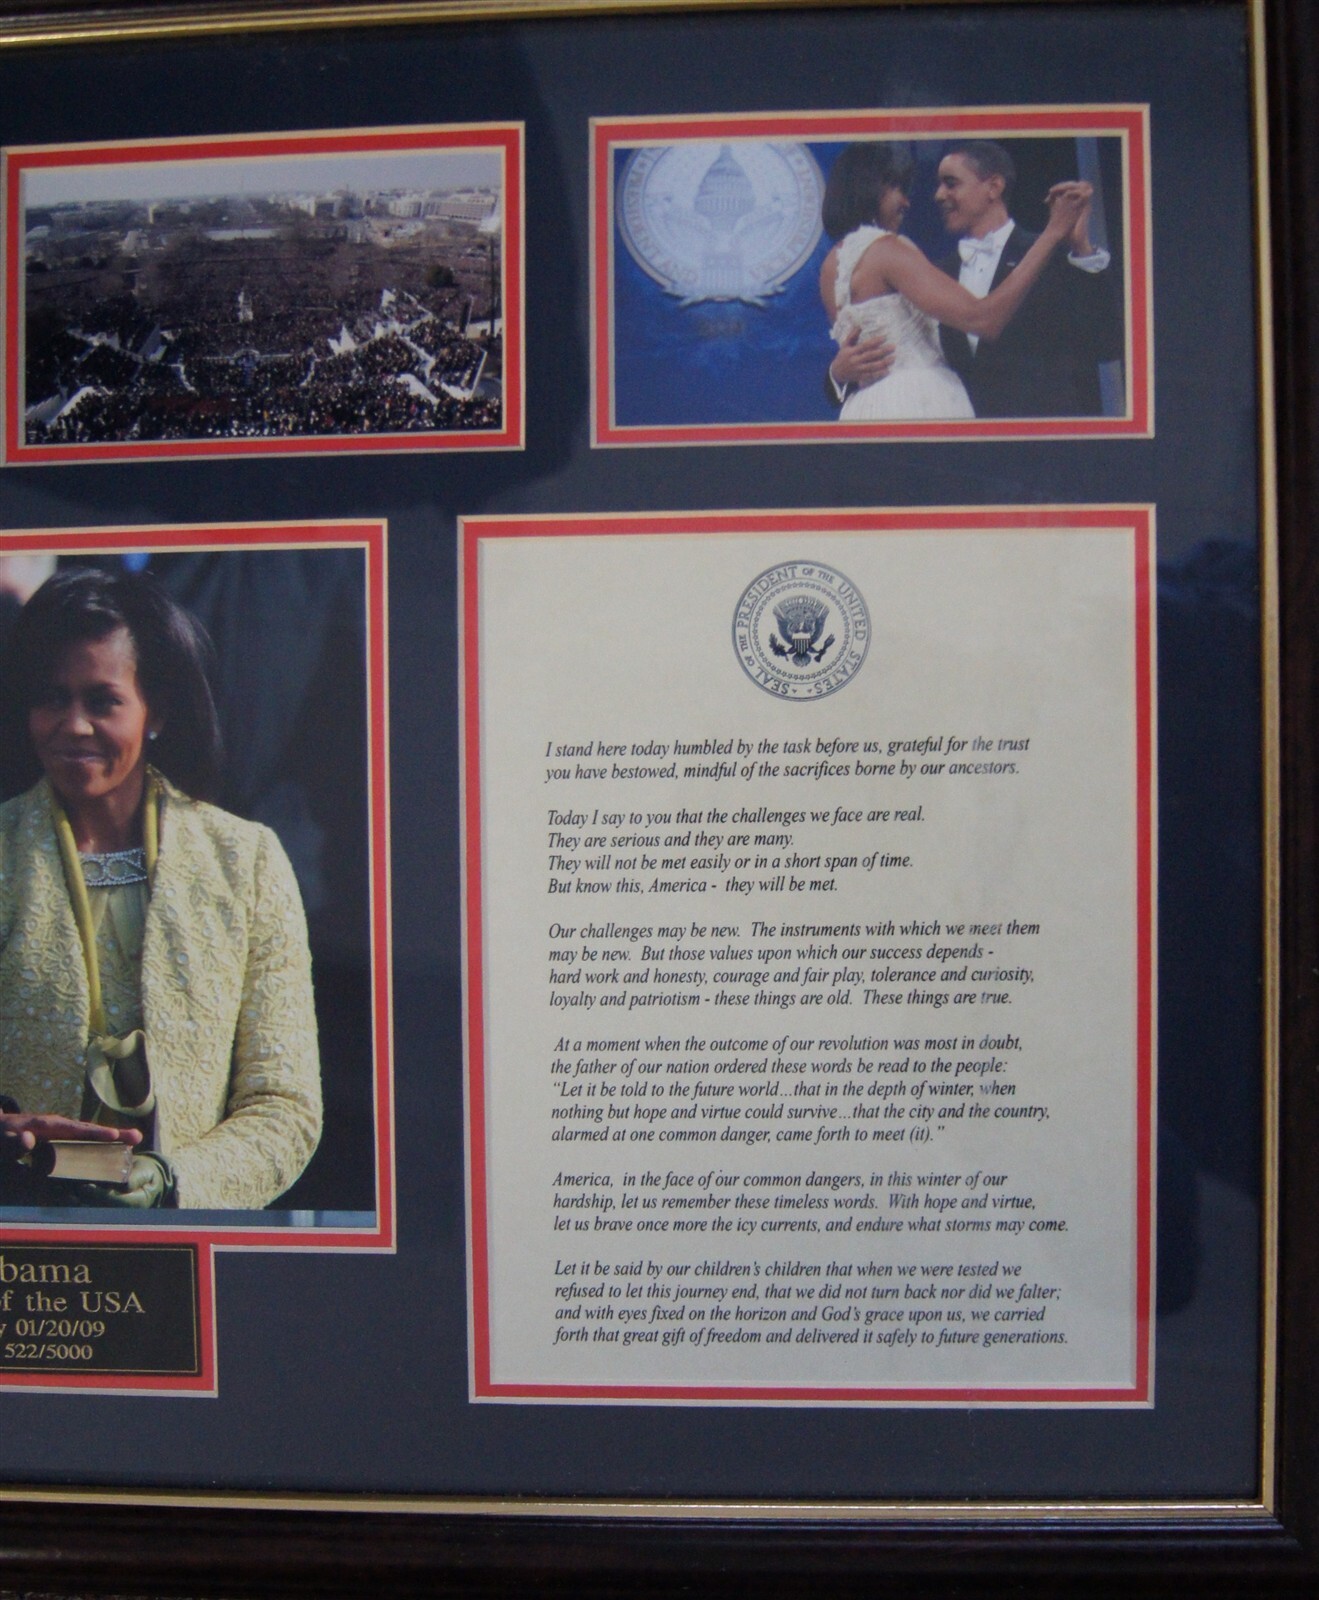 SEAL OF THE PRESIDENT OF THE UNITED STATES
I stand here today humbled by the task before us, grateful for the trust
you have bestowed, mindful of the sacrifices borne by our ancestors.
Today I say to you that the challenges we face are real.
They are serious and they are many.
They will not be met easily or in a short span of time.
But know this, America - they will be met.
Our challenges may be new. The instruments with which we meet them
may be new. But those values upon which our success depends -
hard work and honesty, courage and fair play, tolerance and curiosity,
loyalty and patriotism - these things are old. These things are true.
At a moment when the outcome of our revolution was most in doubt,
the father of our nation ordered these words be read to the people:
“Let it be told to the future world...that in the depth of winter, when
nothing but hope and virtue could survive...that the city and the country,
alarmed at one common danger, came forth to meet (it).”
America, in the face of our common dangers, in this winter of our
hardship, let us remember these timeless words. With hope and virtue,
let us brave once more the icy currents, and endure what storms may come.
Let it be said by our children's children that when we were tested we
refused to let this journey end, that we did not turn back nor did we falter;
and with eyes fixed on the horizon and God's grace upon us, we carried
forth that great gift of freedom and delivered it safely to future generations.
bama
of the USA
y 01/20/09
522/5000